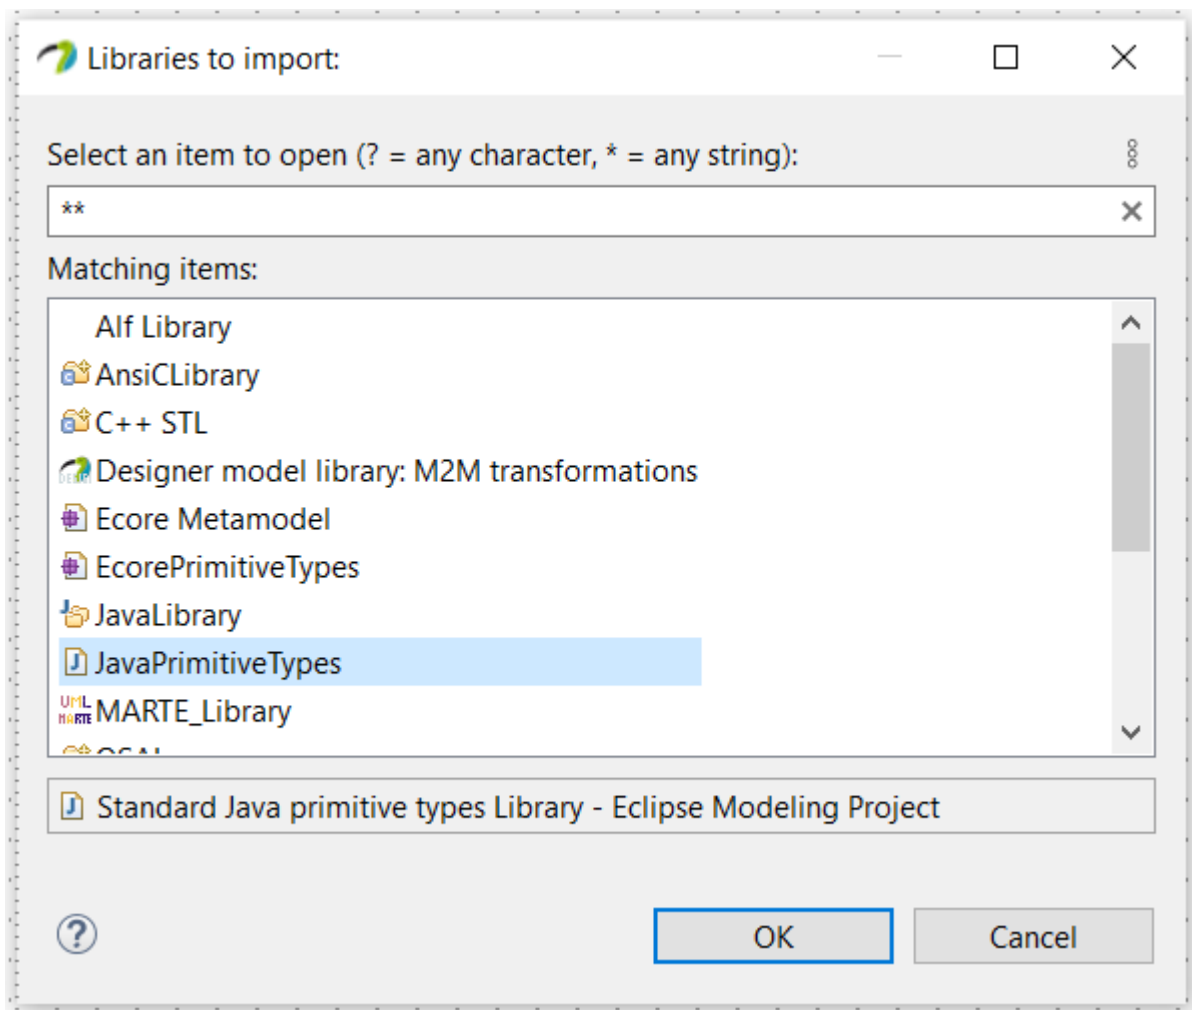 Libraries to import:
Select an item to open (? = any character, * = any string):
**
Matching items:
Alf Library
AnsiCLibrary
C++ STL
Designer model library: M2M transformations
Ecore Metamodel
EcorePrimitiveTypes
JavaLibrary
JavaPrimitiveTypes
UML MARTE MARTE_Library
Standard Java primitive types Library - Eclipse Modeling Project
OK Cancel